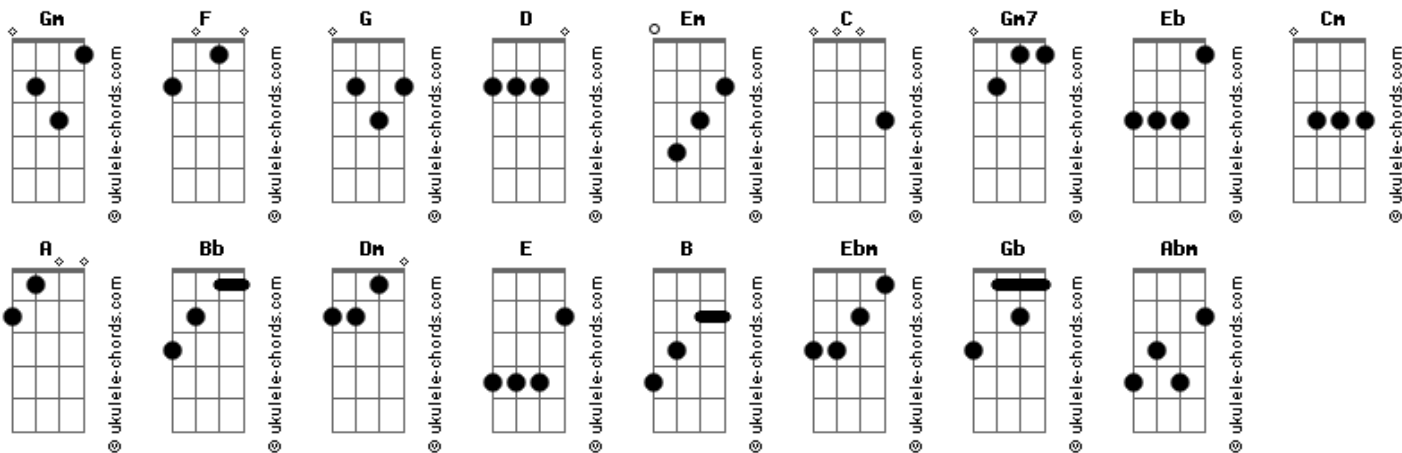 Gm F G D Em C Gm7 Eb Cm
© ukulele-chords.com © ukulele-chords.com © ukulele-chords.com © ukulele-chords.com © ukulele-chords.com © ukulele-chords.com © ukulele-chords.com © ukulele-chords.com © ukulele-chords.com
A Bb Dm E B Ebm Gb Abm
© ukulele-chords.com © ukulele-chords.com © ukulele-chords.com © ukulele-chords.com © ukulele-chords.com © ukulele-chords.com © ukulele-chords.com © ukulele-chords.com